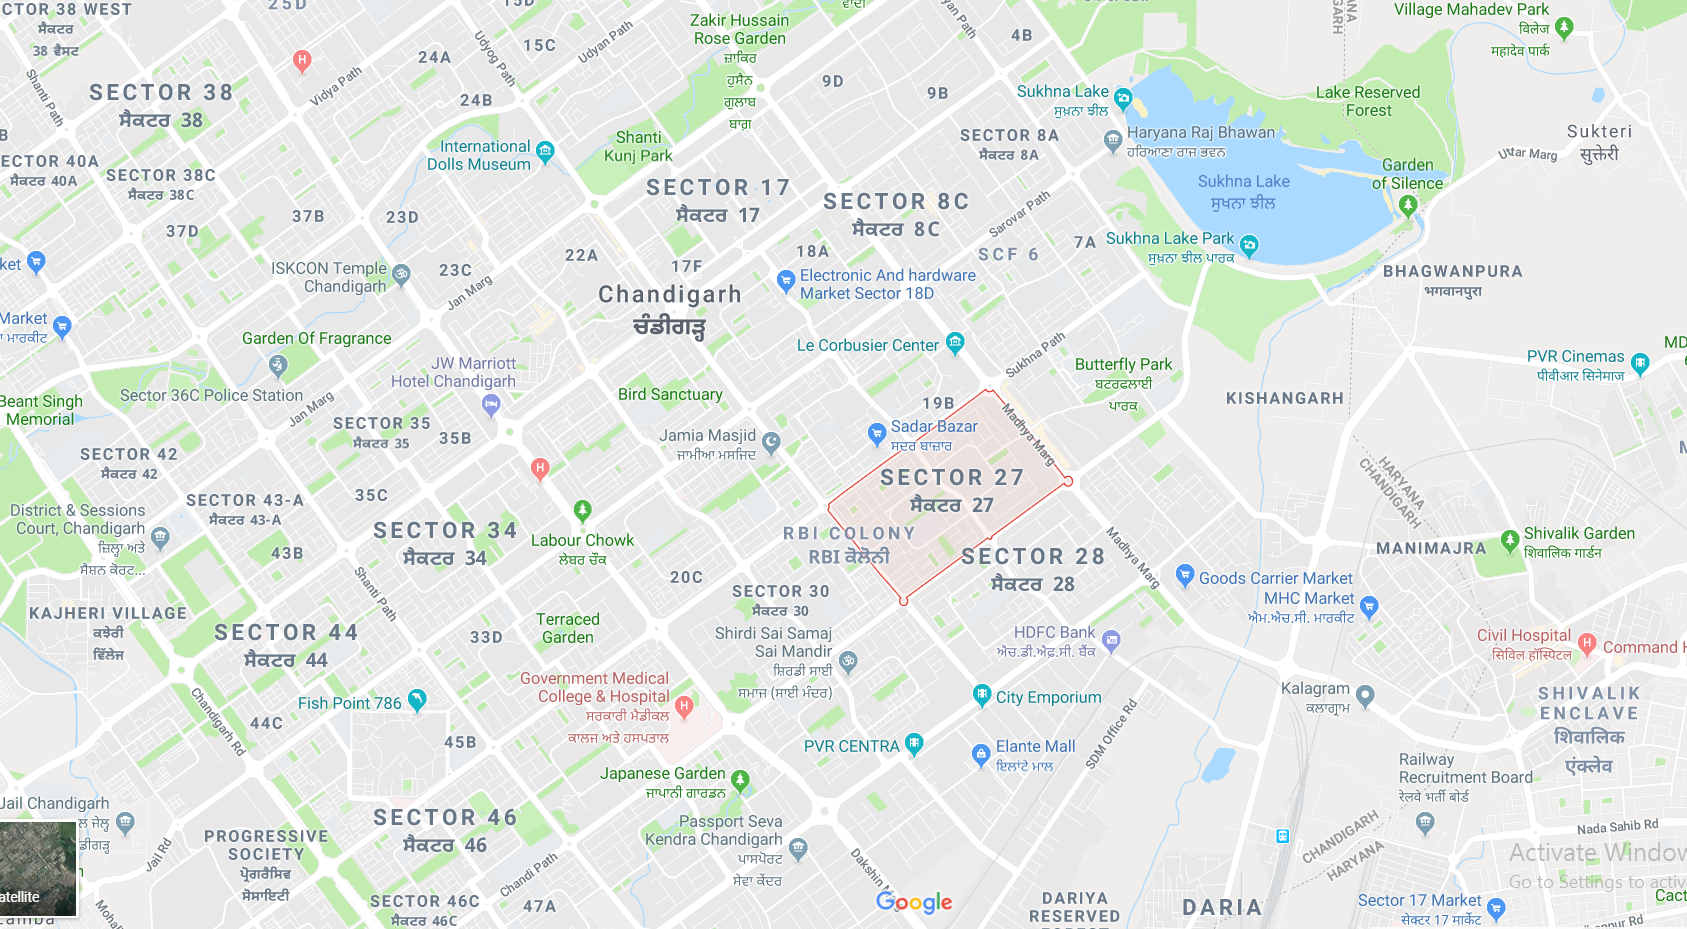 CTOR 38 WEST
ਸੈਕਟਰ
38 ਵੈਸਟ
25D
15D
15C
Udyog Path
Udyan Path
Zakir Hussain
Rose Garden
ਜ਼ਾਕਿਰ
ਹੁਸੈਨ
ਗੁਲਾਬ
ਬਾਗ਼
4B
Village Mahadev Park
विलेज
महादेव पार्क
HARYANA
CHANDIGARH
24A
Shanti Path
Vidya Path
SECTOR 38
ਸੈਕਟਰ 38
24B
9D
9B
Sukhna Lake
ਸੁਖ਼ਨਾ ਝੀਲ
Lake Reserved
Forest
Sukteri
सुक्तेरी
Uttar Marg
SECTOR 8A
ਸੈਕਟਰ 8A
Haryana Raj Bhawan
ਹਰਿਆਣਾ ਰਾਜ ਭਵਨ
International
Dolls Museum
Shanti
Kunj Park
ECTOR 40A
ਸੈਕਟਰ 40A
SECTOR 38C
ਸੈਕਟਰ 38C
Garden
of Silence
Sukhna Lake
ਸੁਖਨਾ ਝੀਲ
SECTOR 17
ਸੈਕਟਰ 17
SECTOR 8C
ਸੈਕਟਰ 8C
Sarovar Path
37B
23D
37D
SCF 6
7A
Sukhna Lake Park
ਸੁਖ਼ਨਾ ਝੀਲ ਪਾਰਕ
22A
18A
17F
23C
ISKCON Temple
Chandigarh
Jan Marg
Electronic And hardware
Market Sector 18D
BHAGWANPURA
भगवानपुरा
ket
Chandigarh
ਚੰਡੀਗੜ੍ਹ
Market
ਮਾਰਕੀਟ
Garden Of Fragrance
Le Corbusier Center
Sukhna Path
PVR Cinemas
पीवीआर सिनेमाज
MD
Butterfly Park
ਬਟਰਫਲਾਈ
ਪਾਰਕ
JW Marriott
Hotel Chandigarh
Sector 36C Police Station
Bird Sanctuary
KISHANGARH
Beant Singh
Memorial
Jan Marg
19B
Madhya Marg
Sadar Bazar
ਸਦਰ ਬਾਜ਼ਾਰ
SECTOR 35
ਸੈਕਟਰ 35
35B
Jamia Masjid
ਜਾਮੀਆ ਮਸਜਿਦ
SECTOR 42
ਸੈਕਟਰ 42
HARYANA
CHANDIGARH
SECTOR 27
ਸੈਕਟਰ 27
35C
SECTOR 43-A
ਸੈਕਟਰ 43-A
District & Sessions
Court, Chandigarh
ਜ਼ਿਲ੍ਹਾ ਅਤੇ
ਸੈਸ਼ਨ ਕੋਰਟ...
SECTOR 34
ਸੈਕਟਰ 34
Labour Chowk
ਲੇਬਰ ਚੌਕ
RBI COLONY
RBI ਕੋਲੋਨੀ
SECTOR 28
ਸੈਕਟਰ 28
Madhya Marg
MANIMAJRA
Shivalik Garden
शिवालिक गार्डन
43B
Shanti Path
20C
SECTOR 30
ਸੈਕਟਰ 30
Goods Carrier Market
MHC Market
ਐਮ.ਐਚ.ਸੀ. ਮਾਰਕੀਟ
KAJHERI VILLAGE
ਕਝੇਰੀ
ਵਿੱਲੇਜ
SECTOR 44
ਸੈਕਟਰ 44
33D
Terraced
Garden
Shirdi Sai Samaj
Sai Mandir
ਸ਼ਿਰਡੀ ਸਾਈ
ਸਮਾਜ (ਸਾਈ ਮੰਦਰ)
HDFC Bank
ਐਚ.ਡੀ.ਐਫ਼.ਸੀ. ਬੈਂਕ
Civil Hospital
सिविल हॉस्पिटल
Command H
Government Medical
College & Hospital
ਸਰਕਾਰੀ ਮੈਡੀਕਲ
ਕਾਲਜ ਅਤੇ ਹਸਪਤਾਲ
Kalagram
ਕਲਾਗ੍ਰਾਮ
SHIVALIK
ENCLAVE
शिवालिक
एंक्लेव
Fish Point 786
City Emporium
Chandigarh Rd
44C
45B
SDM Office Rd
PVR CENTRA
Elante Mall
ਇਲਾਂਟੇ ਮਾਲ
Railway
Recruitment Board
रेलवे भर्ती बोर्ड
Japanese Garden
ਜਾਪਾਨੀ ਗਾਰਡਨ
Jail Chandigarh
SECTOR 46
ਸੈਕਟਰ 46
PROGRESSIVE
SOCIETY
ਪ੍ਰੋਗਰੈਸਿਵ
ਸੋਸਾਇਟੀ
Jail Rd
Passport Seva
Kendra Chandigarh
ਪਾਸਪੋਰਟ
ਸੇਵਾ ਕੇਂਦਰ
CHANDIGARH
HARYANA
Nada Sahib Rd
Activate Window
Go to Settings to activ
Chandi Path
Dakshin
atellite
SECTOR 46C
ਸੈਕਟਰ 46C
47A
Google
DARIYA
RESERVED
DARIA
Sector 17 Market
सेक्टर 17 मार्केट
Cact